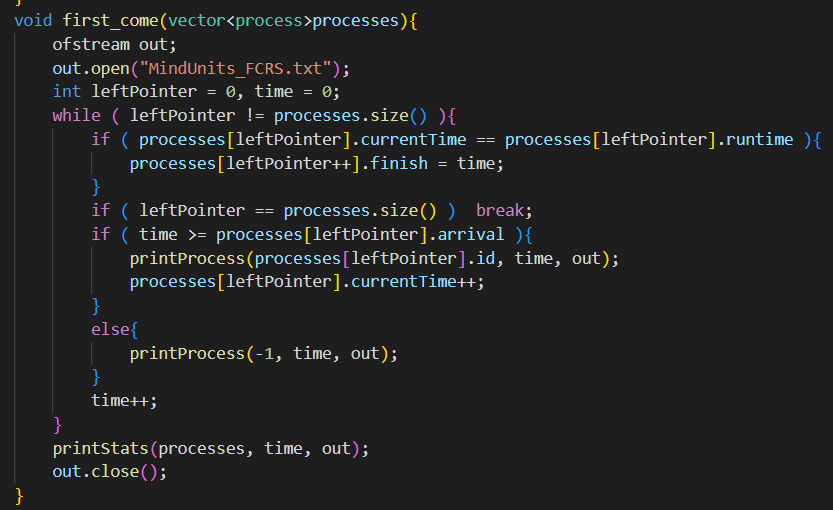 }
void first_come(vector<process>processes){
    ofstream out;
    out.open("MindUnits_FCRS.txt");
    int leftPointer = 0, time = 0;
    while ( leftPointer != processes.size() ){
        if ( processes[leftPointer].currentTime == processes[leftPointer].runtime ){
            processes[leftPointer++].finish = time;
        }
        if ( leftPointer == processes.size() )  break;
        if ( time >= processes[leftPointer].arrival ){
            printProcess(processes[leftPointer].id, time, out);
            processes[leftPointer].currentTime++;
        }
        else{
            printProcess(-1, time, out);
        }
        time++;
    }
    printStats(processes, time, out);
    out.close();
}